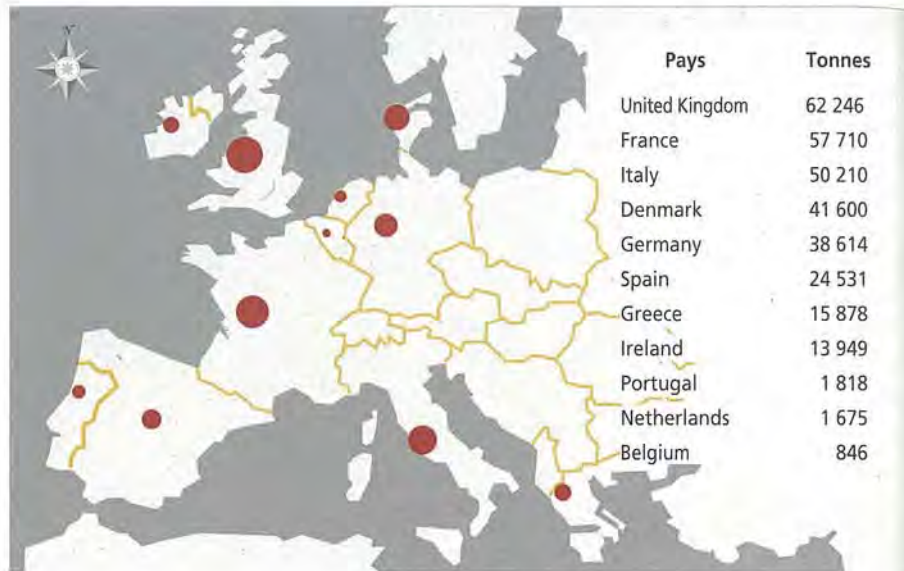 Pays Tonnes
United Kingdom 62 246
France 57 710
Italy 50 210
Denmark 41 600
Germany 38 614
Spain 24 531
Greece 15 878
Ireland 13 949
Portugal 1 818
Netherlands 1 675
Belgium 846